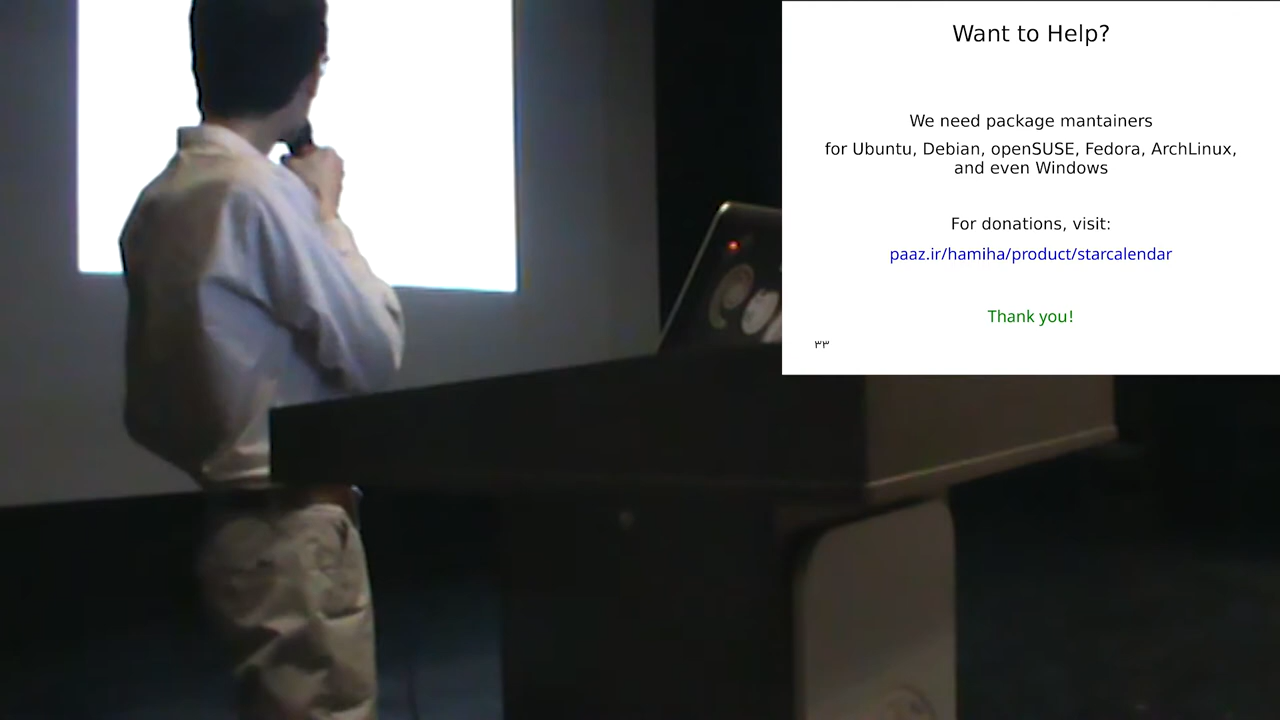 Want to Help?
We need package mantainers
for Ubuntu, Debian, openSUSE, Fedora, ArchLinux,
and even Windows
For donations, visit:
paaz.ir/hamiha/product/starcalendar
Thank you!
۳۳